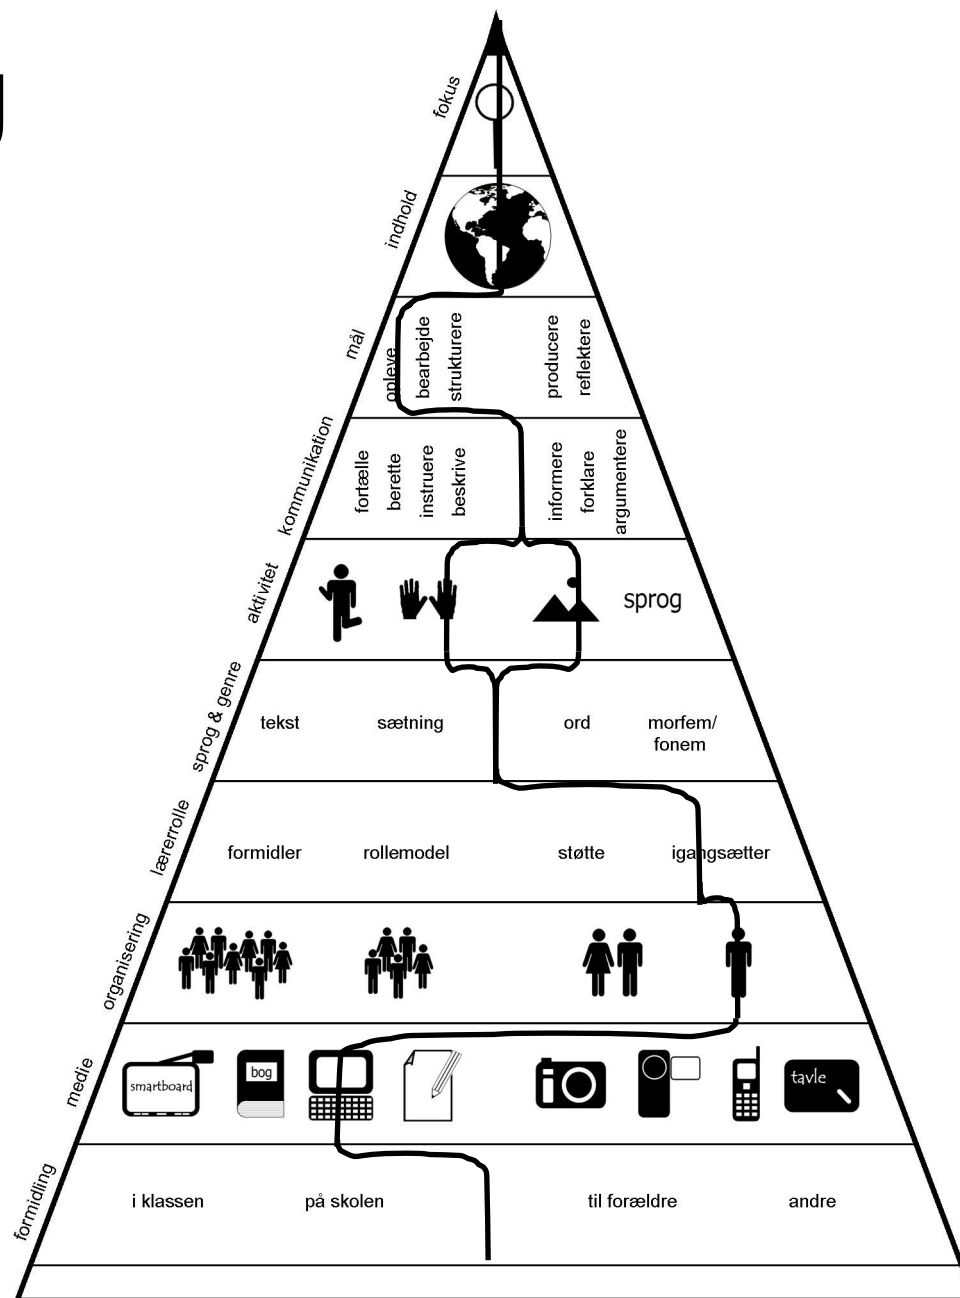 fokus
indhold
mål
opleve
bearbejde
strukturere
producere
reflektere
kommunikation
fortælle
berette
instruere
beskrive
informere
forklare
argumentere
aktivitet
sprog
sprog & genre
tekst
sætning
ord
morfem/
fonem
lærerrolle
formidler
rollemodel
støtte
igangsætter
organisering
medie
smartboard
bog
tavle
formidling
i klassen
på skolen
til forældre
andre